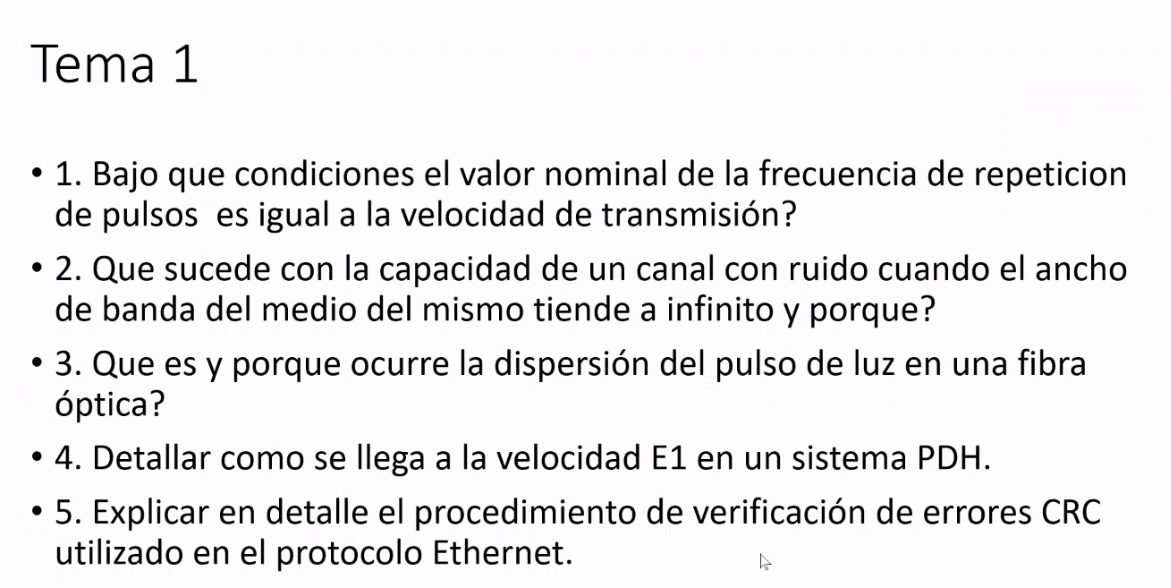 Tema 1
• 1. Bajo que condiciones el valor nominal de la frecuencia de repeticion
de pulsos es igual a la velocidad de transmisión?
• 2. Que sucede con la capacidad de un canal con ruido cuando el ancho
de banda del medio del mismo tiende a infinito y porque?
• 3. Que es y porque ocurre la dispersión del pulso de luz en una fibra
óptica?
• 4. Detallar como se llega a la velocidad E1 en un sistema PDH.
• 5. Explicar en detalle el procedimiento de verificación de errores CRC
utilizado en el protocolo Ethernet.